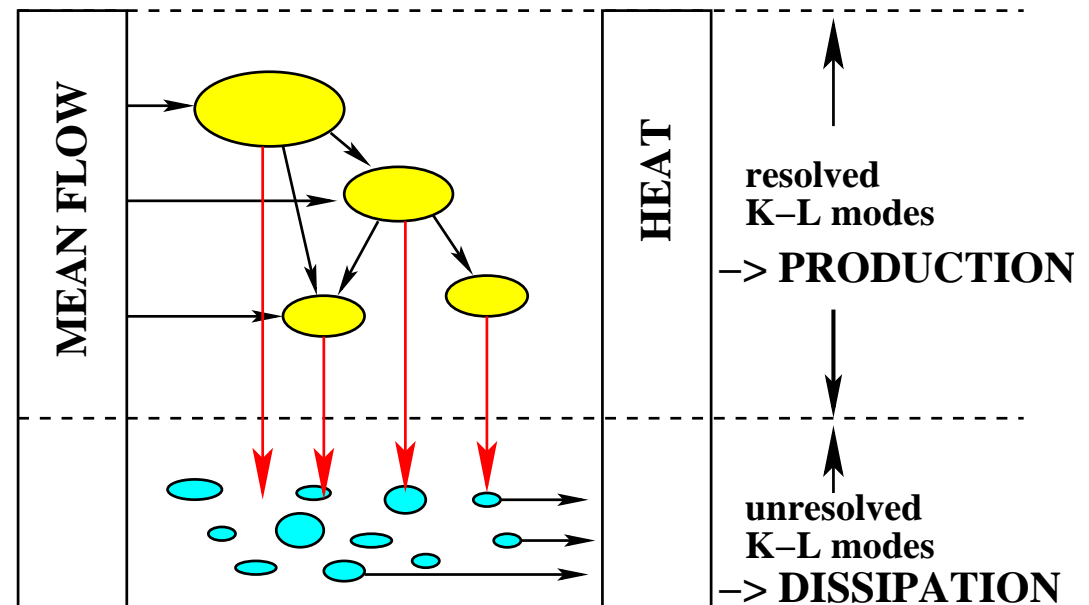 MEAN FLOW
HEAT
resolved
K–L modes
–> PRODUCTION
unresolved
K–L modes
–> DISSIPATION